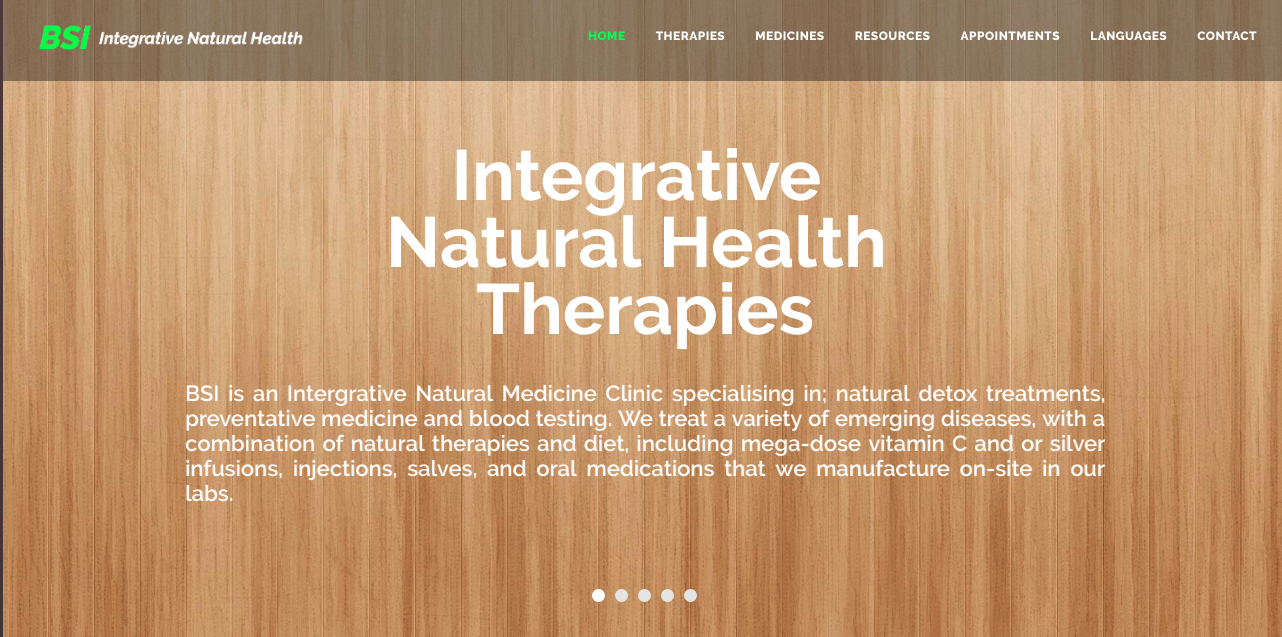 BSI Integrative Natural Health
HOME THERAPIES MEDICINES RESOURCES APPOINTMENTS LANGUAGES CONTACT
Integrative
Natural Health
Therapies
BSI is an Intergrative Natural Medicine Clinic specialising in; natural detox treatments,
preventative medicine and blood testing. We treat a variety of emerging diseases, with a
combination of natural therapies and diet, including mega-dose vitamin C and or silver
infusions, injections, salves, and oral medications that we manufacture on-site in our
labs.